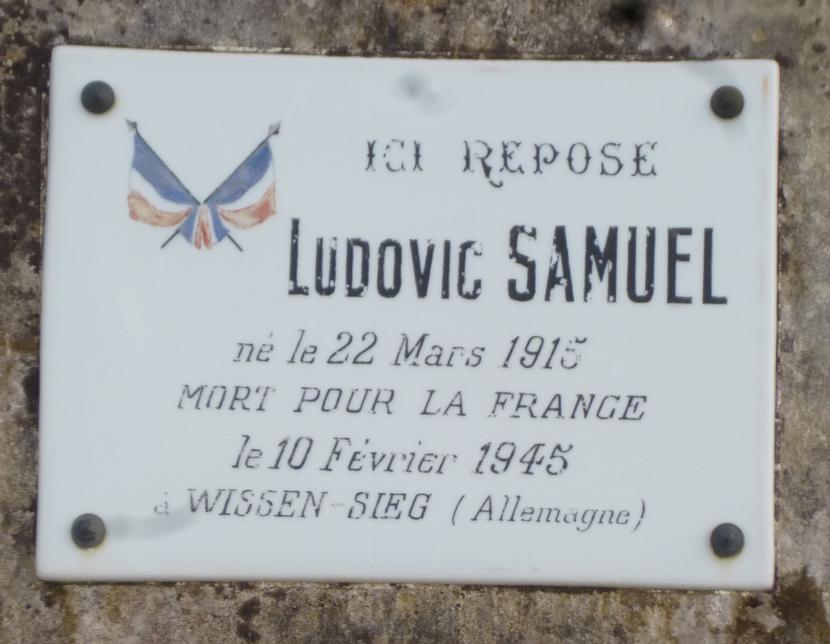 ICI REPOSE
LUDOVIC SAMUEL
né le 22 Mars 1915
MORT POUR LA FRANCE
le 10 Février 1945
à WISSEN-SIEG (Allemagne)